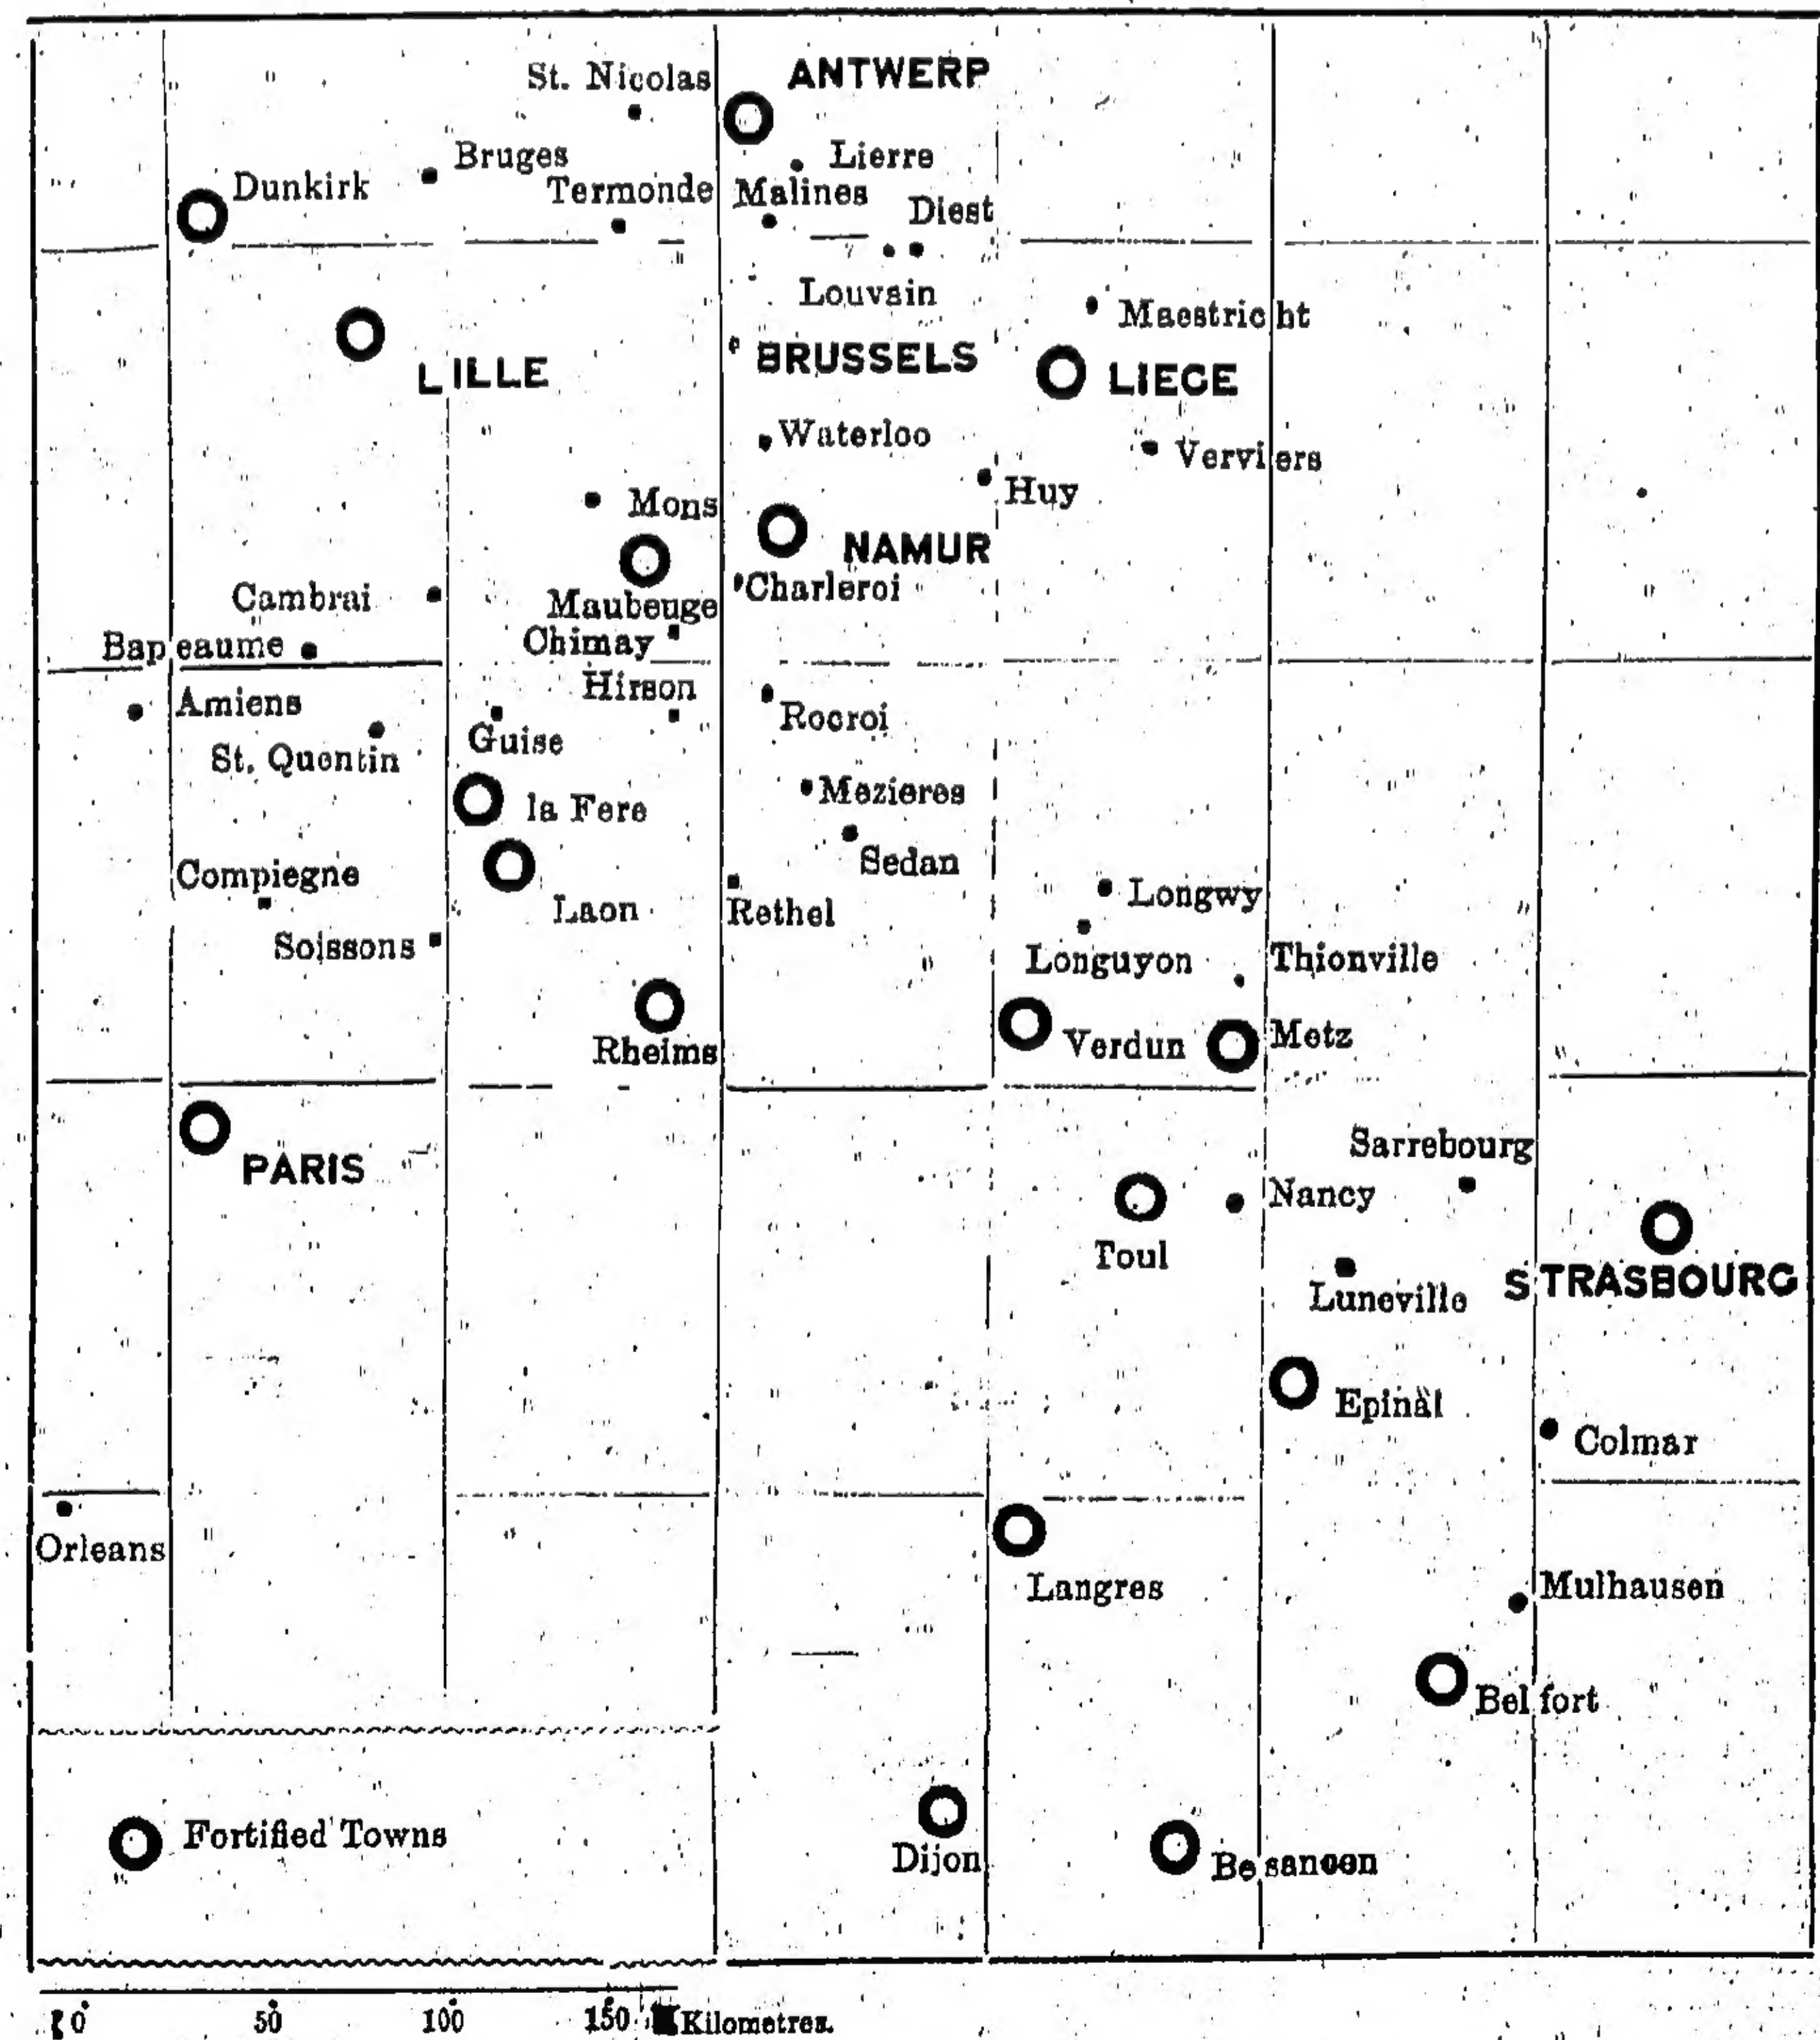 St. Nicolas
ANTWERP
Bruges
Lierre
Dunkirk
Termonde
Malines
Diest
Louvain
Maestricht
LILLE
BRUSSELS
LIEGE
Waterloo
Verviers
Huy
Mons
NAMUR
Cambrai
Charleroi
Maubeuge
Bapeaume
Chimay
Hirson
Amiens
Rocroi
Guise
St. Quentin
Mezieres
la Fere
Sedan
Compiegne
Longwy
Laon
Rethel
Soissons
Longuyon
Thionville
Rheims
Verdun
Metz
PARIS
Sarrebourg
Nancy
Toul
STRASBOURG
Luneville
Epinal
Colmar
Orleans
Langres
Mulhausen
Belfort
Fortified Towns
Dijon
Besancen
0 50 100 150 Kilometres.